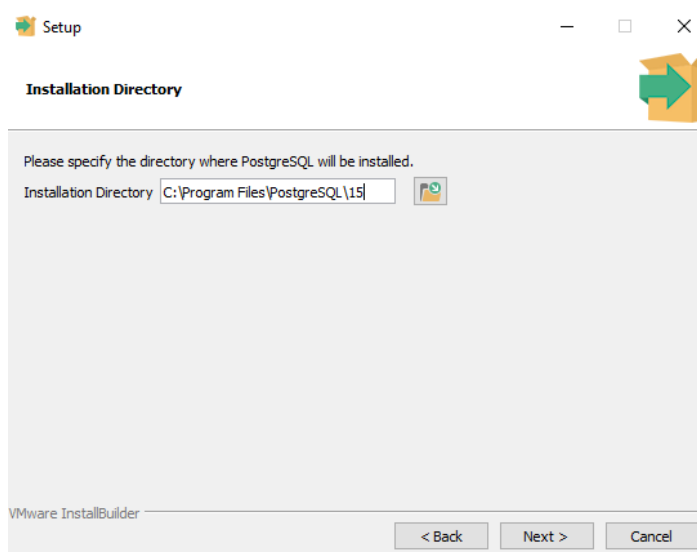 Setup
Installation Directory
Please specify the directory where PostgreSQL will be installed.
Installation Directory C:\Program Files\PostgreSQL\15
VMware InstallBuilder
< Back Next > Cancel